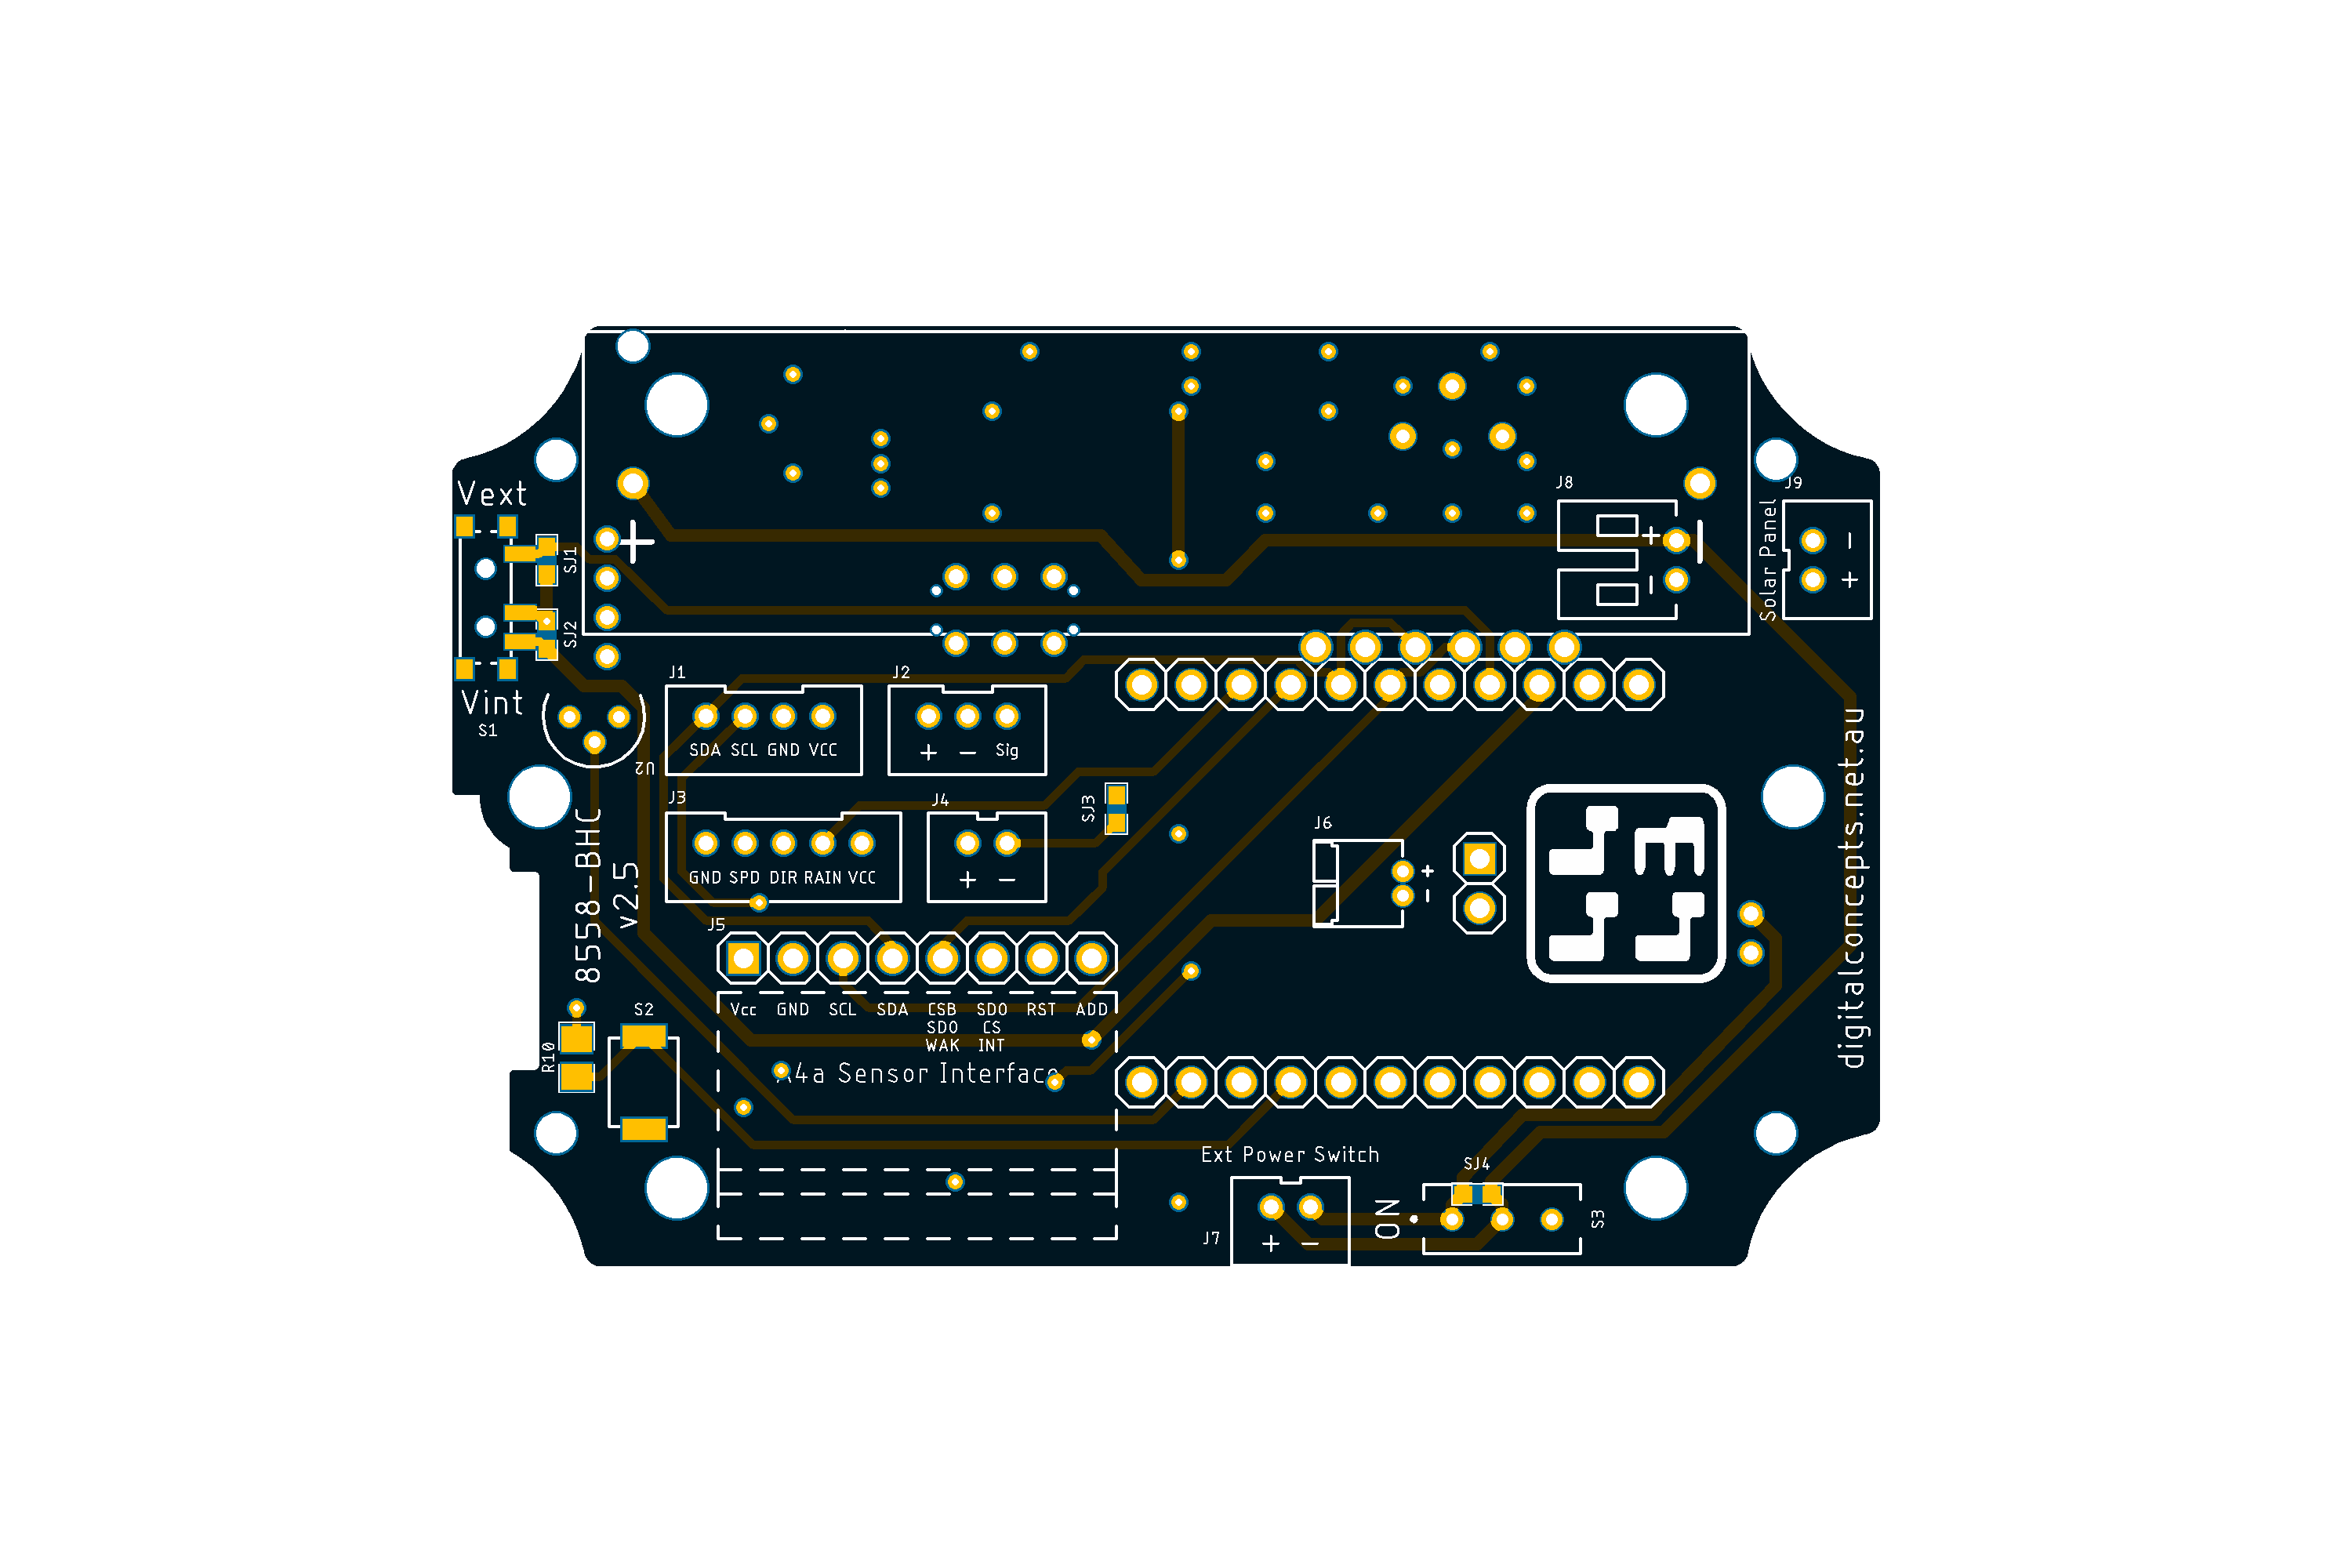 Vext
J8
J9
+
+
−
−
Solar Panel
−
+
SJ1
SJ2
Vint
S1
U2
J1
SDA SCL GND VCC
J2
+ − Sig
J3
GND SPD DIR RAIN VCC
J4
+ −
SJ3
J6
+
−
8558-BHC
v2.5
digitalconcepts.net.au
J5
Vcc GND SCL SDA CSB SDO RST ADD
SDO CS
WAK INT
A4a Sensor Interface
S2
R10
Ext Power Switch
J7
+ −
ON
SJ4
S3